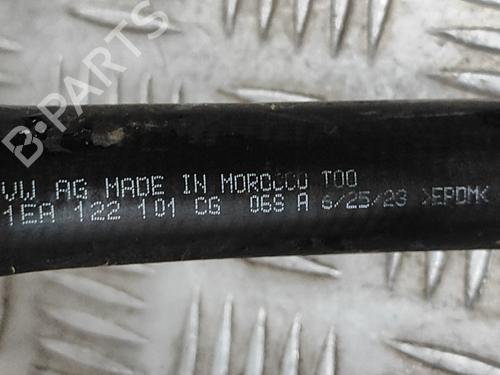 B-PARTS
VW AG MADE IN MOROCCO TOO
1EA 122 101 CG 06S A 6/25/23 >EPDM<